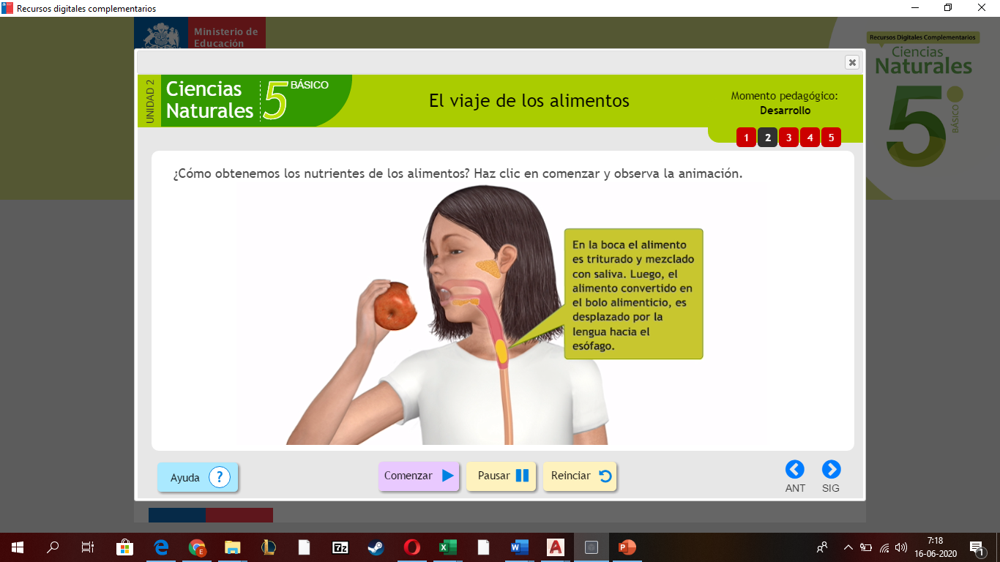 Recursos digitales complementarios
Ministerio de
Educación
Recursos Digitales Complementarios
Ciencias
Naturales
5
BÁSICO
UNIDAD 2
Ciencias
Naturales
5
BÁSICO
El viaje de los alimentos
Momento pedagógico:
Desarrollo
1 2 3 4 5
¿Cómo obtenemos los nutrientes de los alimentos? Haz clic en comenzar y observa la animación.
En la boca el alimento
es triturado y mezclado
con saliva. Luego, el
alimento convertido en
el bolo alimenticio, es
desplazado por la
lengua hacia el
esófago.
Ayuda ?
Comenzar
Pausar
Reinciar
ANT
SIG
7z
7:18
16-06-2020
1